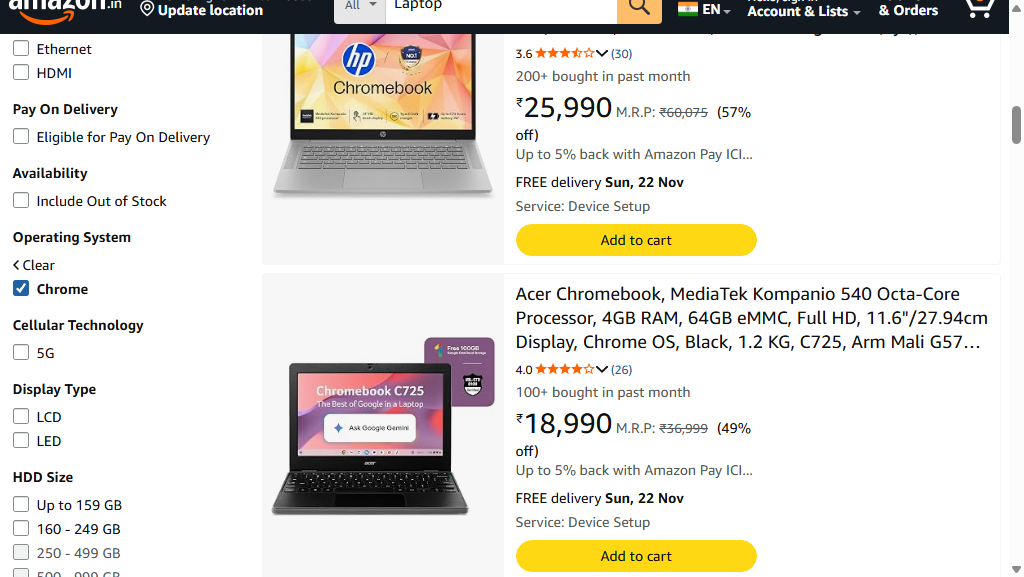 amazon.in
Update location
All
Laptop
EN
Account & Lists
& Orders
Ethernet
HDMI
Pay On Delivery
Eligible for Pay On Delivery
Availability
Include Out of Stock
Operating System
Clear
Chrome
Cellular Technology
5G
Display Type
LCD
LED
HDD Size
Up to 159 GB
160 - 249 GB
250 - 499 GB
500 - 999 GB
hp
NO.1
Chromebook
3.6 (30)
200+ bought in past month
₹25,990 M.R.P: ₹60,075 (57%
off)
Up to 5% back with Amazon Pay ICI...
FREE delivery Sun, 22 Nov
Service: Device Setup
Add to cart
Free 100GB
Chromebook C725
The Best of Google in a Laptop
Ask Google Gemini
acer
Acer Chromebook, MediaTek Kompanio 540 Octa-Core
Processor, 4GB RAM, 64GB eMMC, Full HD, 11.6"/27.94cm
Display, Chrome OS, Black, 1.2 KG, C725, Arm Mali G57...
4.0 (26)
100+ bought in past month
₹18,990 M.R.P: ₹36,999 (49%
off)
Up to 5% back with Amazon Pay ICI...
FREE delivery Sun, 22 Nov
Service: Device Setup
Add to cart